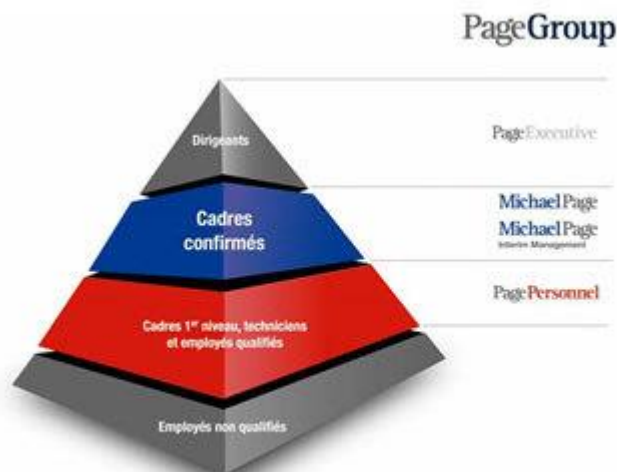 PageGroup
Dirigeants
PageExecutive
Cadres
confirmés
MichaelPage
MichaelPage
Interim Management
Cadres 1er niveau, techniciens
et employés qualifiés
PagePersonnel
Employés non qualifiés